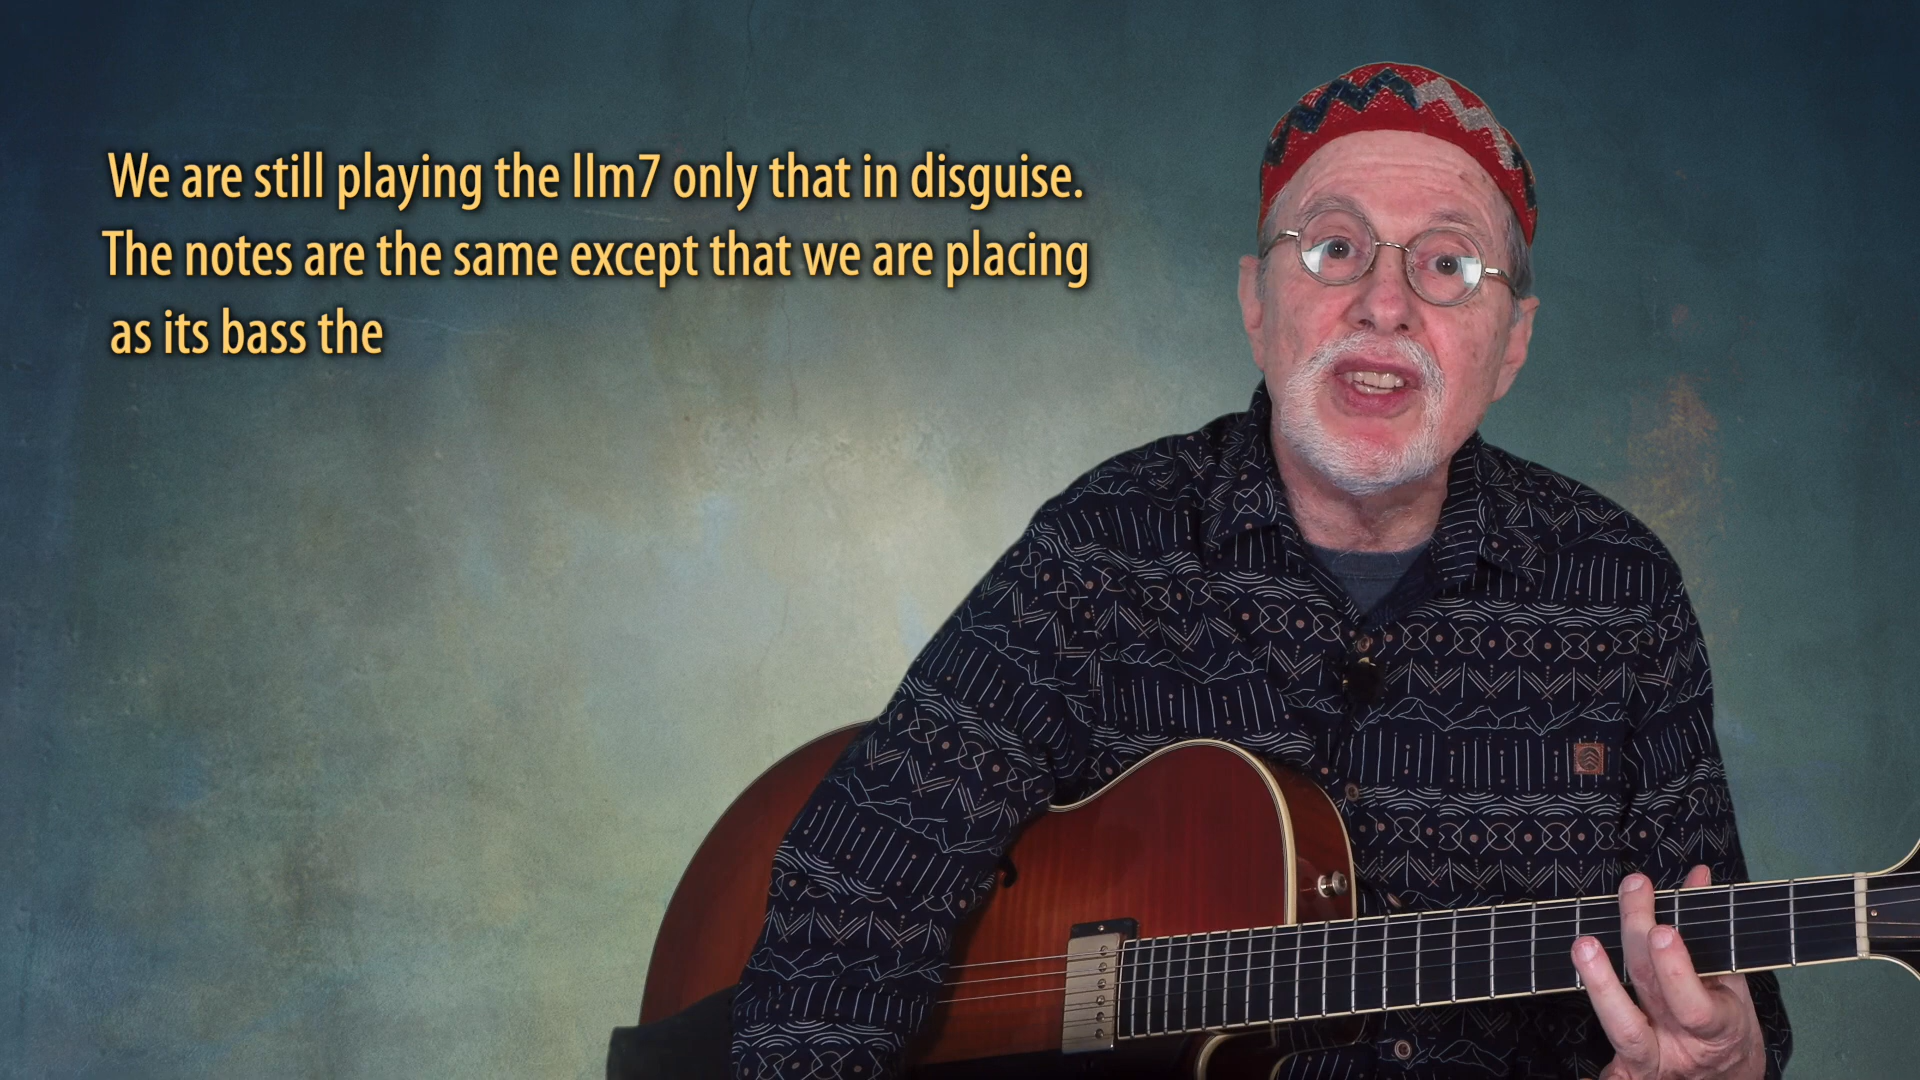 We are still playing the IIm7 only that in disguise.
The notes are the same except that we are placing
as its bass the